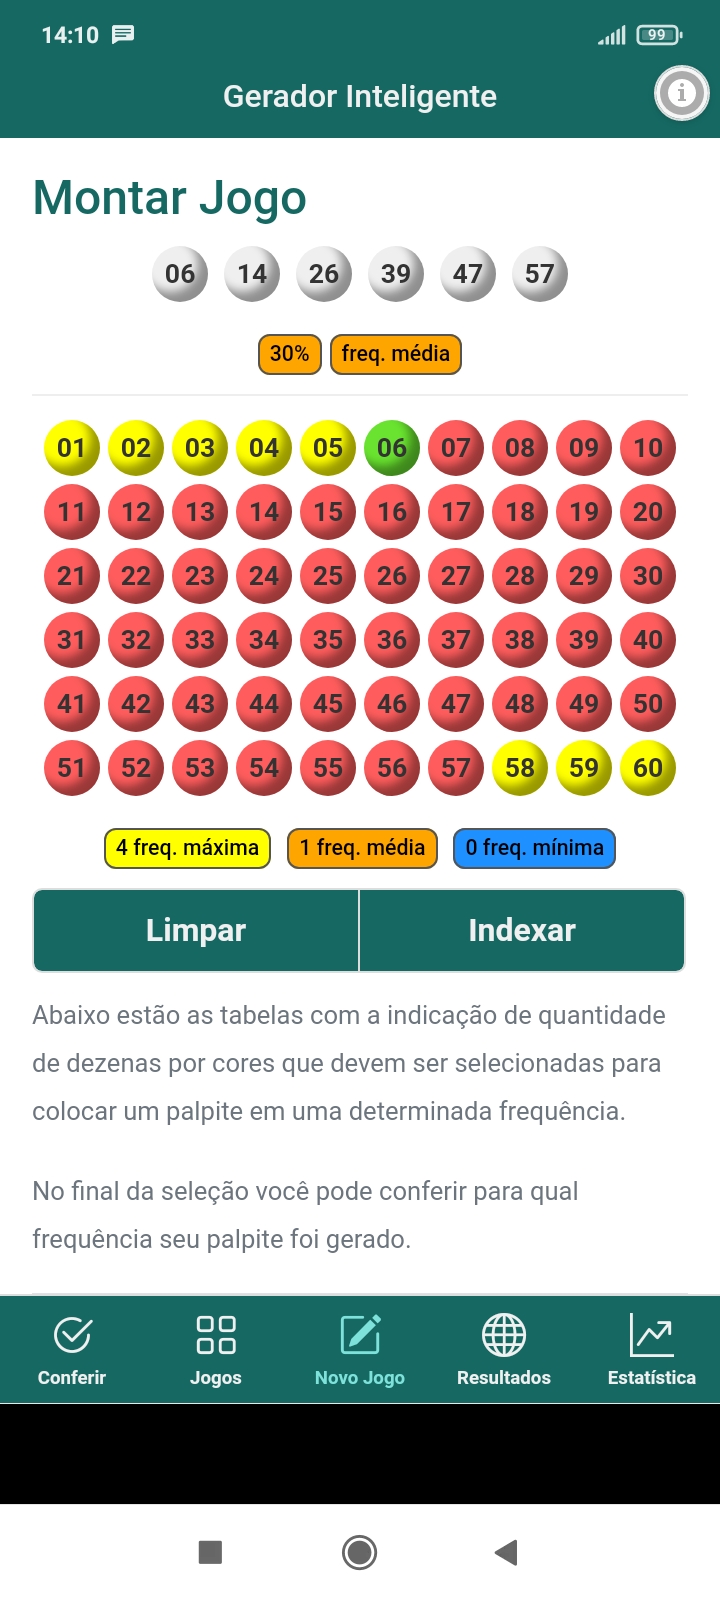 14:10
99
Gerador Inteligente
i
Montar Jogo
06 14 26 39 47 57
30% freq. média
01 02 03 04 05 06 07 08 09 10
11 12 13 14 15 16 17 18 19 20
21 22 23 24 25 26 27 28 29 30
31 32 33 34 35 36 37 38 39 40
41 42 43 44 45 46 47 48 49 50
51 52 53 54 55 56 57 58 59 60
4 freq. máxima 1 freq. média 0 freq. mínima
Limpar Indexar
Abaixo estão as tabelas com a indicação de quantidade
de dezenas por cores que devem ser selecionadas para
colocar um palpite em uma determinada frequência.
No final da seleção você pode conferir para qual
frequência seu palpite foi gerado.
Conferir Jogos Novo Jogo Resultados Estatística